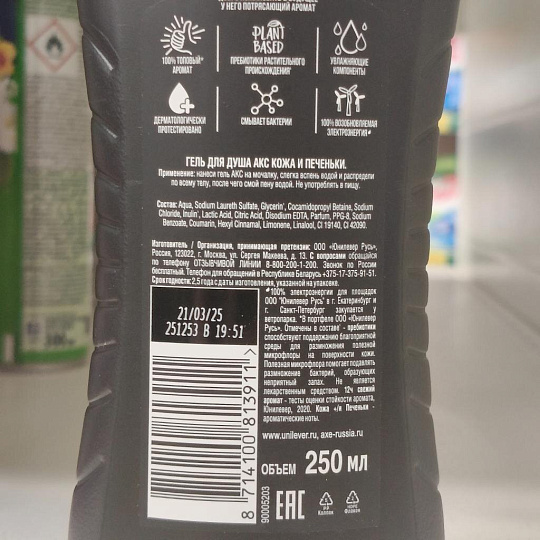 У НЕГО ПОТРЯСАЮЩИЙ АРОМАТ
100% ТОПОВЫЙ*
АРОМАТ
PLANT
BASED
ПРЕБИОТИКИ РАСТИТЕЛЬНОГО
ПРОИСХОЖДЕНИЯ*
УВЛАЖНЯЮЩИЕ
КОМПОНЕНТЫ
ДЕРМАТОЛОГИЧЕСКИ
ПРОТЕСТИРОВАНО
СМЫВАЕТ БАКТЕРИИ
100% ВОЗОБНОВЛЯЕМАЯ
ЭЛЕКТРОЭНЕРГИЯ*
ГЕЛЬ ДЛЯ ДУША АКС КОЖА И ПЕЧЕНЬКИ.
Применение: нанеси гель АКС на мочалку, слегка вспень водой и распредели
по всему телу, после чего смой пену водой. Не употреблять в пищу.
Состав: Aqua, Sodium Laureth Sulfate, Glycerin*, Cocamidopropyl Betaine, Sodium
Chloride, Inulin*, Lactic Acid, Citric Acid, Disodium EDTA, Parfum, PPG-8, Sodium
Benzoate, Coumarin, Hexyl Cinnamal, Limonene, Linalool, CI 19140, CI 42090.
Изготовитель / Организация, принимающая претензии: ООО «Юнилевер Русь»,
Россия, 123022, г. Москва, ул. Сергея Макеева, д. 13. С вопросами обращайся
по телефону ОТЗЫВЧИВОЙ ЛИНИИ 8-800-200-1-200. Звонок по России
бесплатный. Телефон для обращений в Республике Беларусь +375-17-375-91-51.
Срок годности: 2,5 года с даты изготовления, указанной на упаковке.
*100% электроэнергии для площадок
ООО "Юнилевер Русь" в г. Екатеринбург и
г. Санкт-Петербург закупается у
ветропарка. *В портфеле ООО «Юнилевер
Русь». Отмечены в составе* - пребиотики
способствуют поддержанию благоприятной
среды для размножения полезной
микрофлоры на поверхности кожи.
Полезная микрофлора помогает подавлять
размножение бактерий, образующих
неприятный запах. Не является
лекарственным средством. 12ч свежий
аромат - тесты оценки стойкости аромата,
Юнилевер, 2020. Кожа +/и Печеньки -
ароматические ноты.
21/03/25
251253 В 19:51
8 714100 813911
90005203
www.unilever.ru, axe-russia.ru
ОБЪЕМ 250 МЛ
EAC